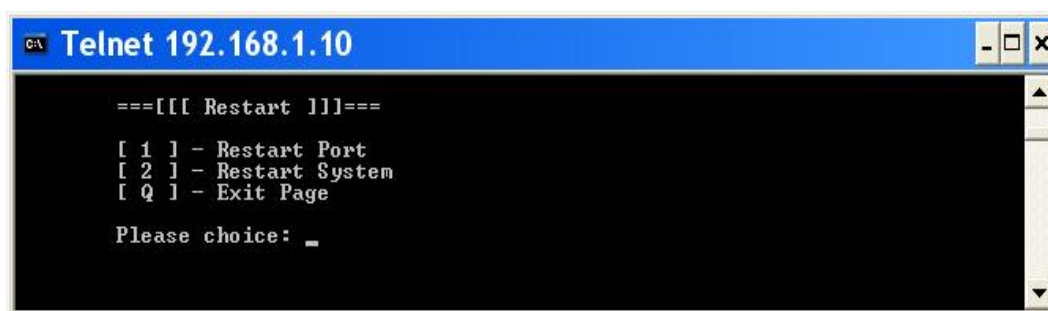 Telnet 192.168.1.10
===[[[ Restart ]]]===
[ 1 ] - Restart Port
[ 2 ] - Restart System
[ Q ] - Exit Page
Please choice: _